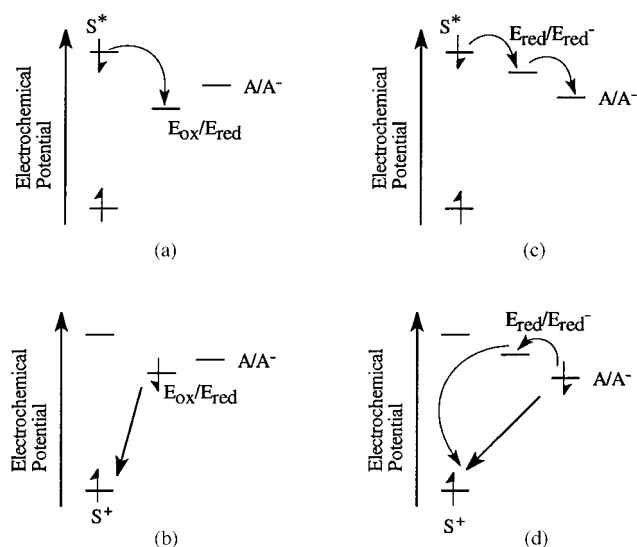 S*
Electrochemical
Potential
A/A⁻
E_ox/E_red
(a)
S*
Electrochemical
Potential
E_red/E_red⁻
A/A⁻
(c)
Electrochemical
Potential
A/A⁻
E_ox/E_red
S⁺
(b)
Electrochemical
Potential
E_red/E_red⁻
A/A⁻
S⁺
(d)